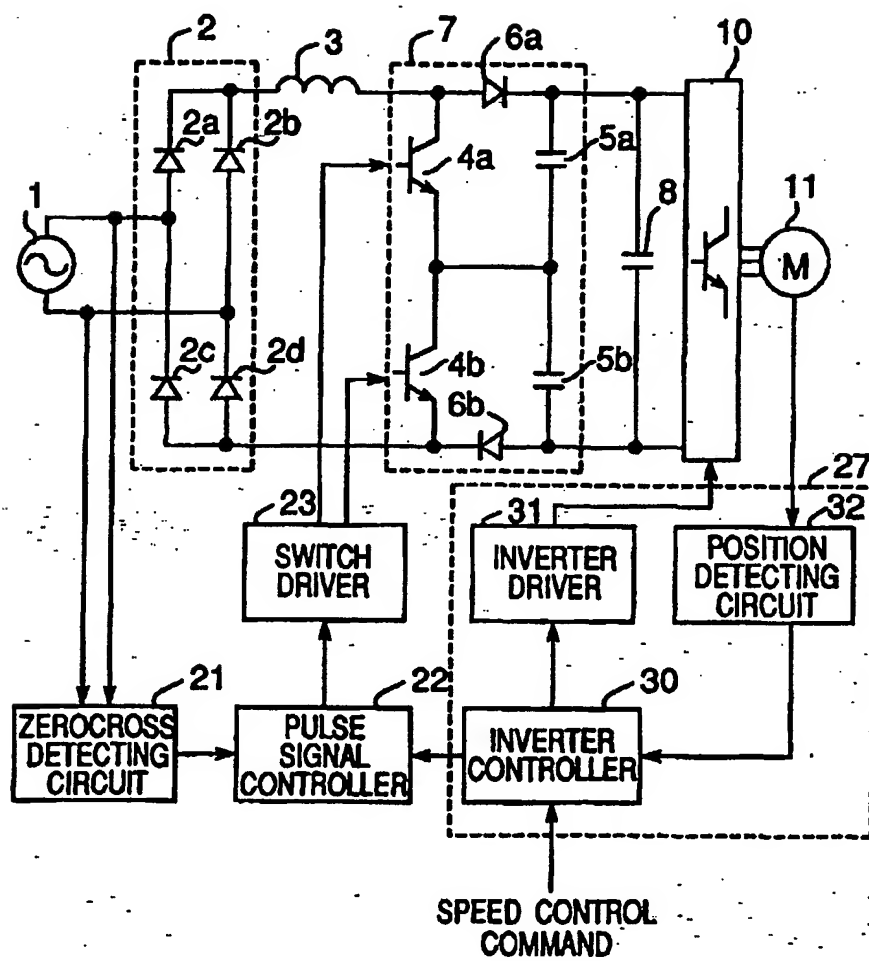 2
3
7
6a
10
2a
2b
4a
5a
8
11
1
M
2c
2d
4b
5b
6b
27
23
31
32
SWITCH
DRIVER
INVERTER
DRIVER
POSITION
DETECTING
CIRCUIT
21
22
30
ZEROCROSS
DETECTING
CIRCUIT
PULSE
SIGNAL
CONTROLLER
INVERTER
CONTROLLER
SPEED CONTROL
COMMAND